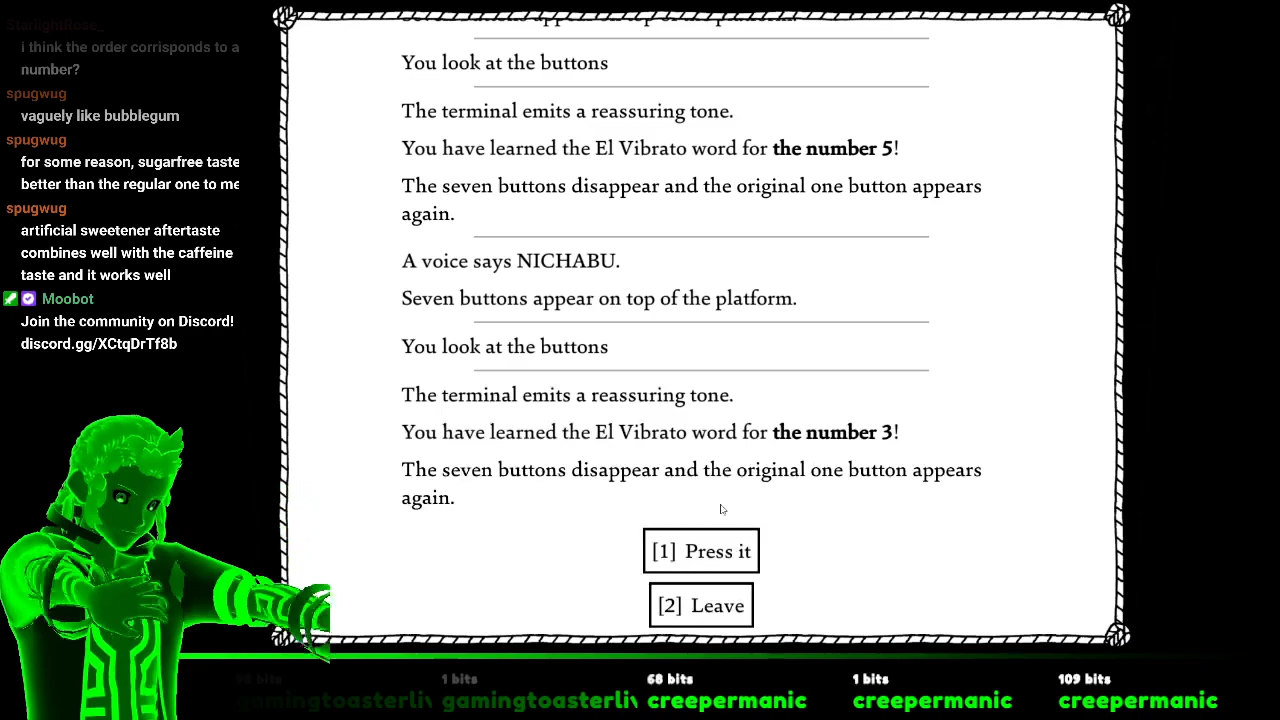 StarlightRose_
i think the order corrisponds to a
number?
spugwug
vaguely like bubblegum
spugwug
for some reason, sugarfree taste
better than the regular one to me
spugwug
artificial sweetener aftertaste
combines well with the caffeine
taste and it works well
Moobot
Join the community on Discord!
discord.gg/XCtqDrTf8b
You look at the buttons
The terminal emits a reassuring tone.
You have learned the El Vibrato word for the number 5!
The seven buttons disappear and the original one button appears
again.
A voice says NICHABU.
Seven buttons appear on top of the platform.
You look at the buttons
The terminal emits a reassuring tone.
You have learned the El Vibrato word for the number 3!
The seven buttons disappear and the original one button appears
again.
[1] Press it
[2] Leave
bits
gamingtoasterliv
1 bits
gamingtoasterliv
68 bits
creepermanic
1 bits
creepermanic
109 bits
creepermanic